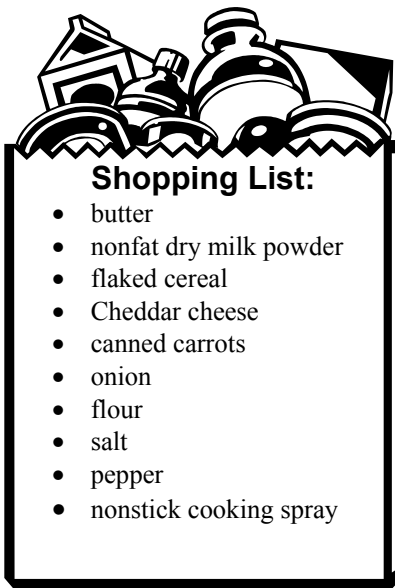 Shopping List:
• butter
• nonfat dry milk powder
• flaked cereal
• Cheddar cheese
• canned carrots
• onion
• flour
• salt
• pepper
• nonstick cooking spray